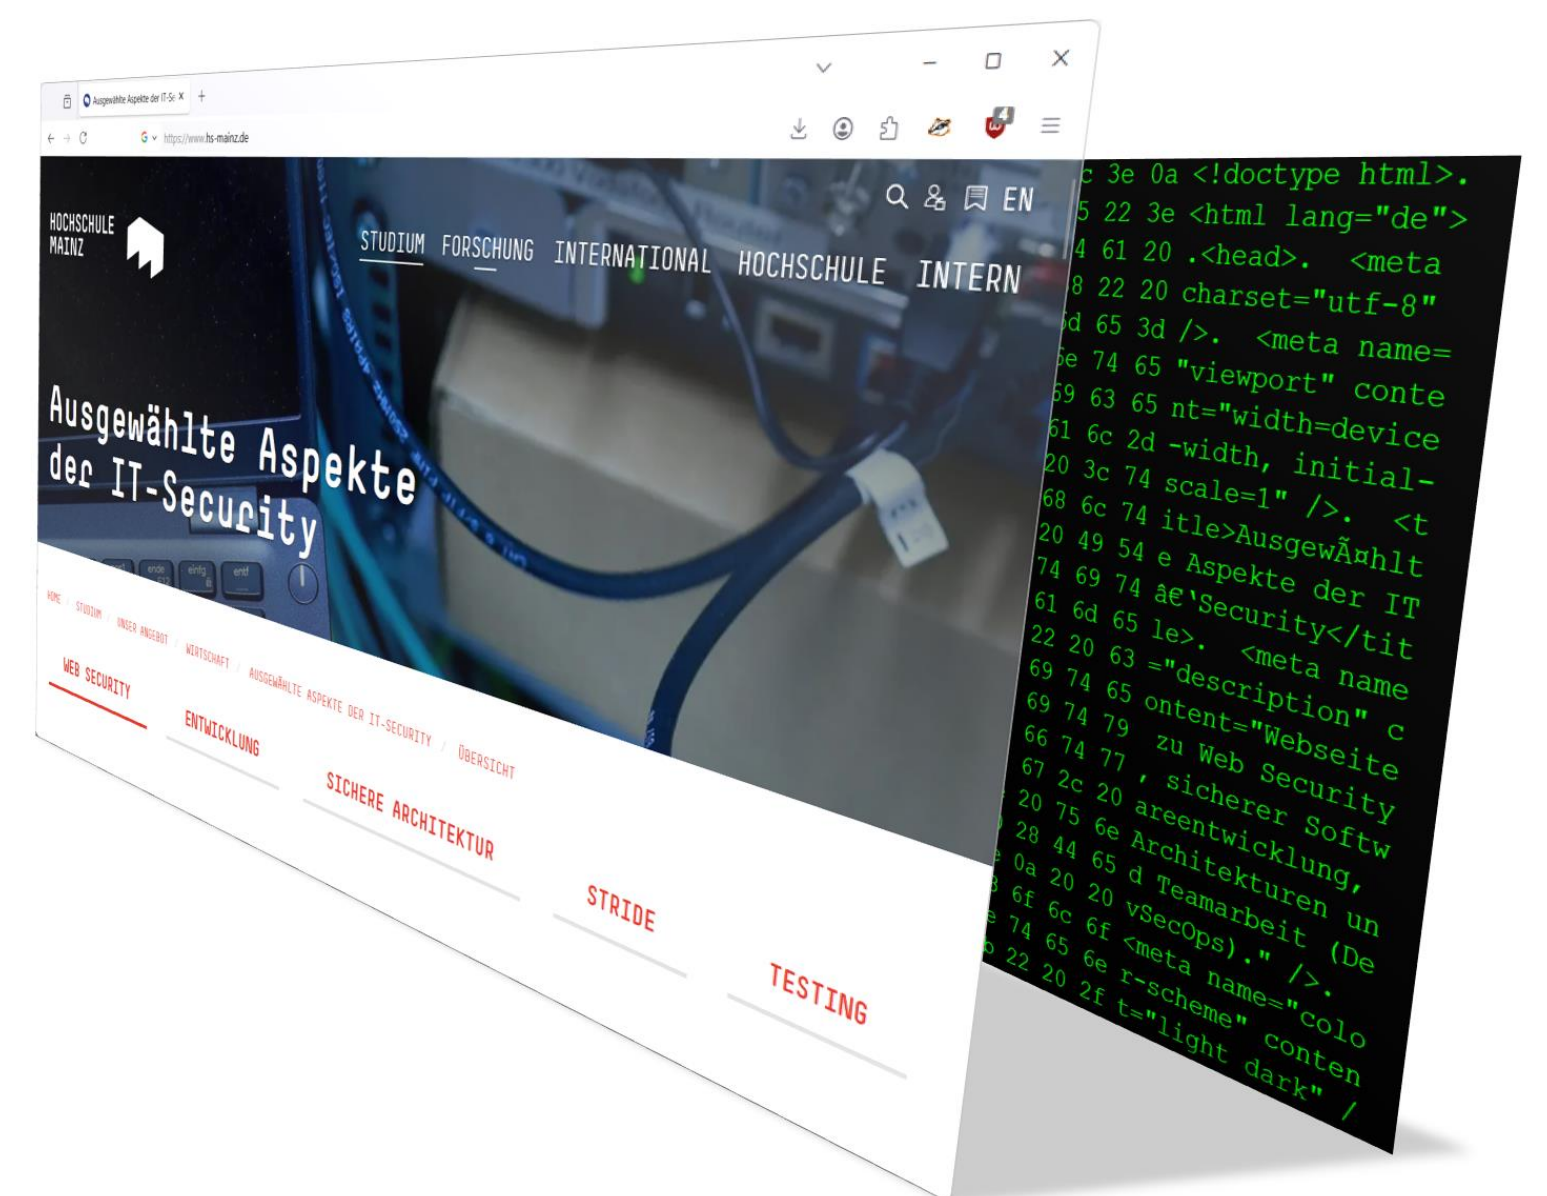 Ausgewählte Aspekte der IT-Se
https://www.hs-mainz.de
4
HOCHSCHULE
MAINZ
EN
STUDIUM FORSCHUNG INTERNATIONAL HOCHSCHULE INTERN
Ausgewählte Aspekte
der IT-Security
ende
einfg
entf
HOME / STUDIUM / UNSER ANGEBOT / WIRTSCHAFT / AUSGEWÄHLTE ASPEKTE DER IT-SECURITY / ÜBERSICHT
WEB SECURITY
ENTWICKLUNG
SICHERE ARCHITEKTUR
STRIDE
TESTING
c 3e 0a <!doctype html>.
5 22 3e <html lang="de">
4 61 20 .<head>.  <meta
8 22 20 charset="utf-8"
6d 65 3d />.  <meta name=
6e 74 65 "viewport" conte
69 63 65 nt="width=device
61 6c 2d -width, initial-
20 3c 74 scale=1" />.  <t
68 6c 74 itle>AusgewÃ¤hlt
20 49 54 e Aspekte der IT
74 69 74 â€‘Security</tit
61 6d 65 le>.  <meta name
22 20 63 ="description" c
69 74 65 ontent="Webseite
69 74 79  zu Web Security
66 74 77 , sicherer Softw
67 2c 20 areentwicklung,
20 75 6e Architekturen un
28 44 65 d Teamarbeit (De
0a 20 20 vSecOps)." />.
6f 6c 6f <meta name="colo
74 65 6e r-scheme" conten
22 20 2f t="light dark" /